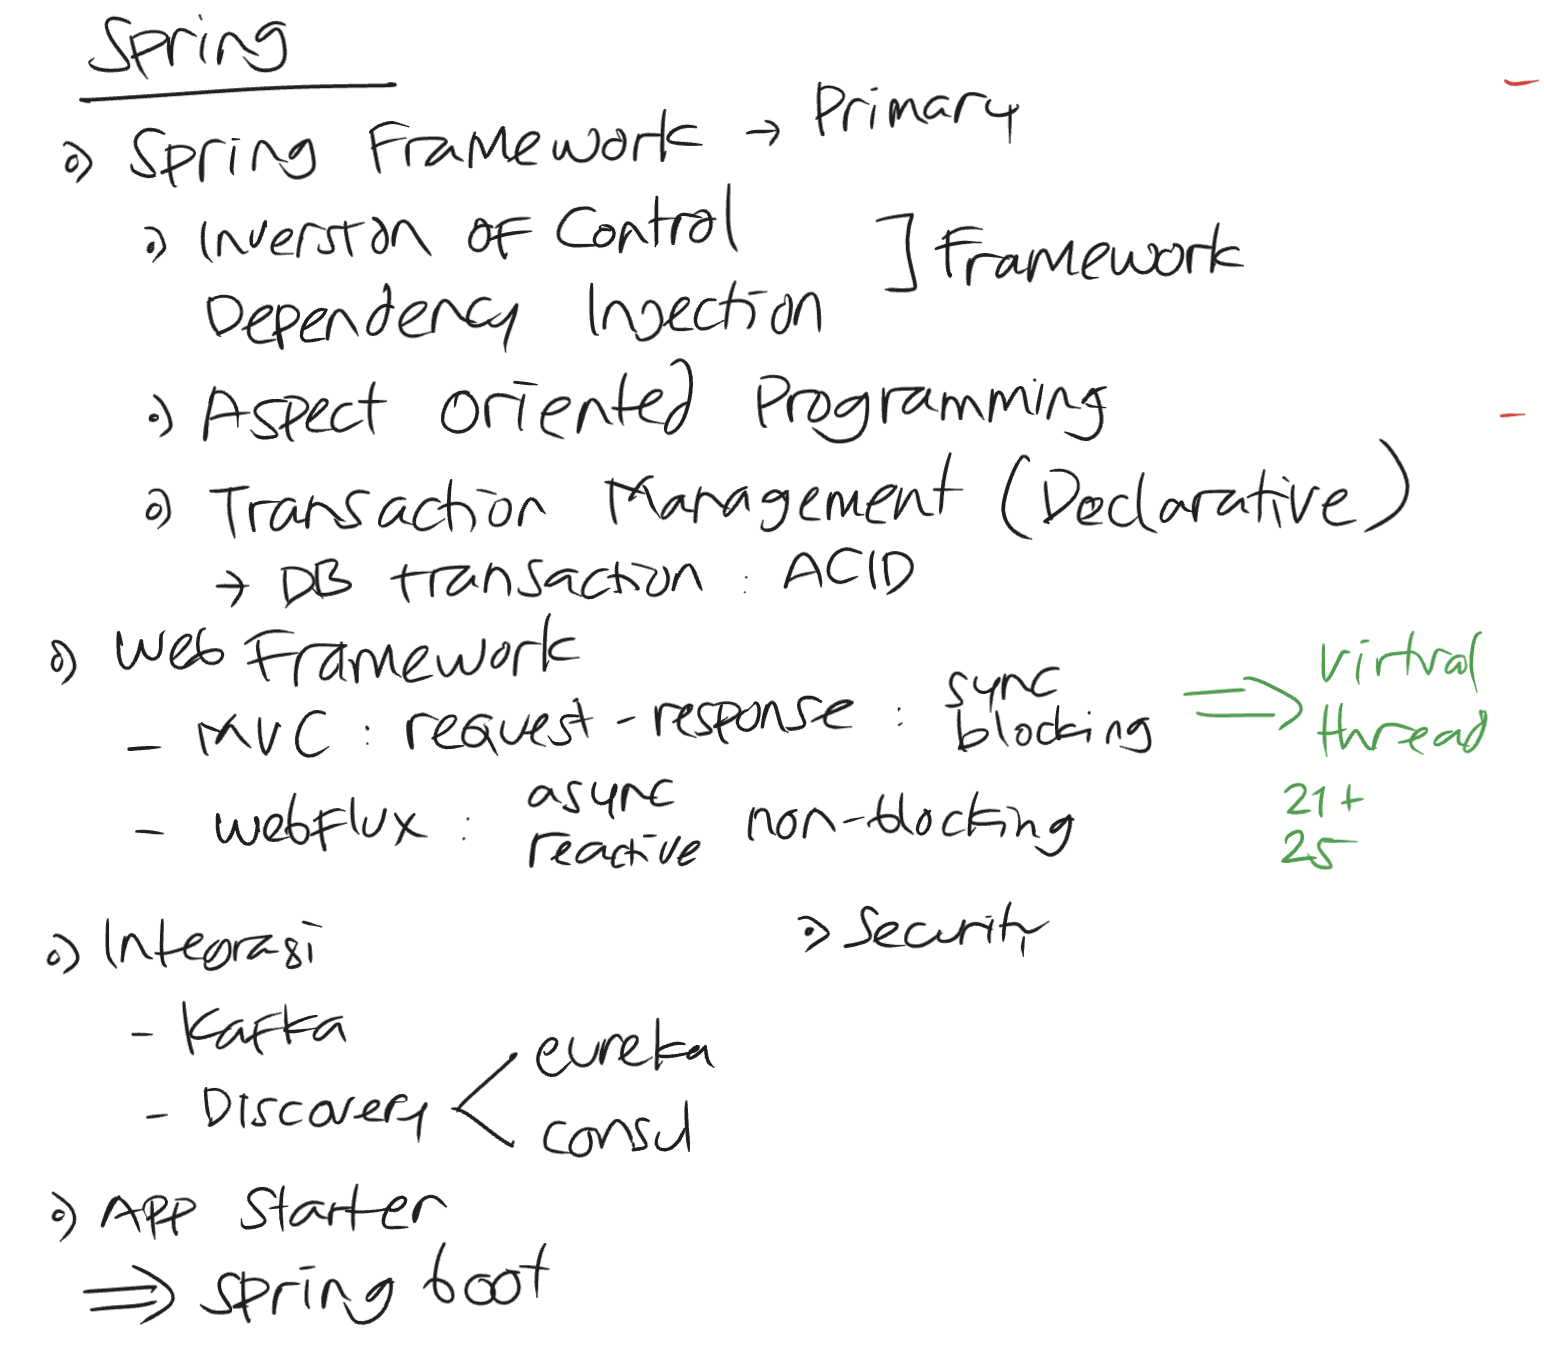 Spring
Spring Framework → Primary
Inversion of Control
Dependency Injection
] Framework
Aspect Oriented Programming
Transaction Management (Declarative)
→ DB transaction : ACID
Web Framework
- MVC : request-response : sync blocking ⇒ virtual thread
21+
25
- webflux : async reactive non-blocking
Integrasi
- Kafka
- Discovery < eureka
consul
Security
App Starter
⇒ Spring boot